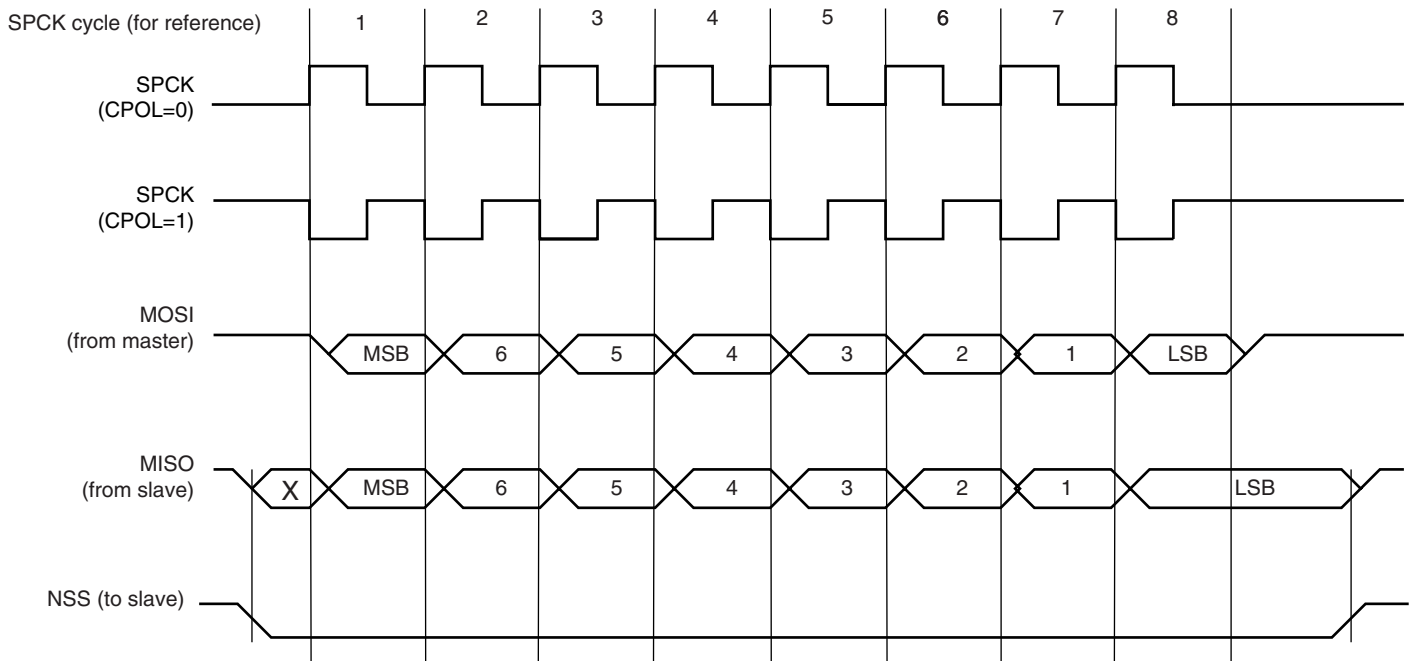 SPCK cycle (for reference) 1 2 3 4 5 6 7 8
SPCK
(CPOL=0)
SPCK
(CPOL=1)
MOSI
(from master)
MSB 6 5 4 3 2 1 LSB
MISO
(from slave)
X MSB 6 5 4 3 2 1 LSB
NSS (to slave)